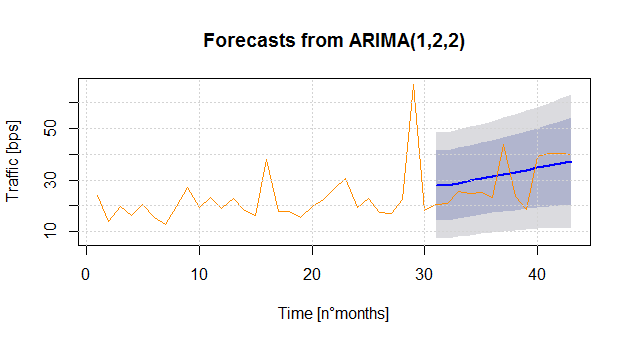 Forecasts from ARIMA(1,2,2)
Traffic [bps]
50
30
10
0 10 20 30 40
Time [n°months]